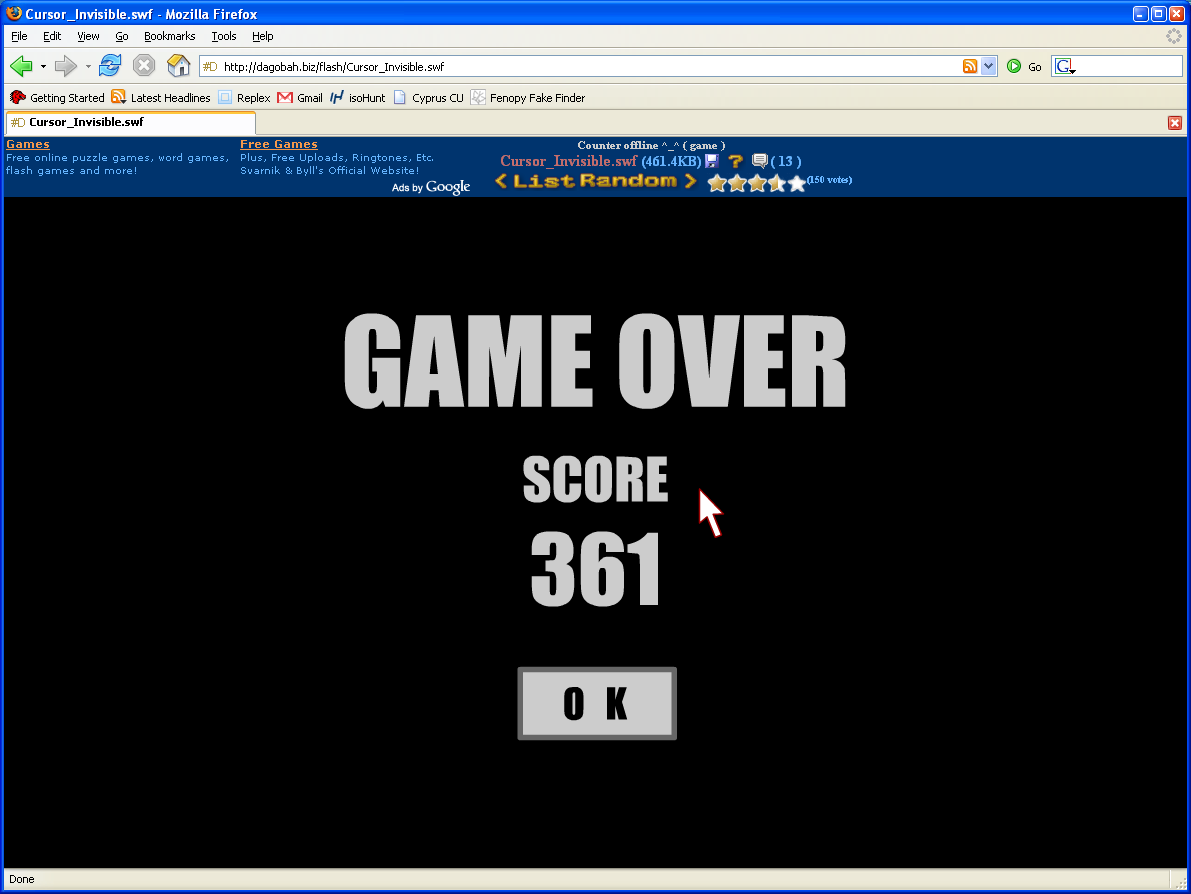 Cursor_Invisible.swf - Mozilla Firefox
File Edit View Go Bookmarks Tools Help
#D http://dagobah.biz/flash/Cursor_Invisible.swf Go G
Getting Started Latest Headlines Replex Gmail isoHunt Cyprus CU Fenopy Fake Finder
#D Cursor_Invisible.swf
Games
Free online puzzle games, word games,
flash games and more!
Free Games
Plus, Free Uploads, Ringtones, Etc.
Svarnik & Byll's Official Website!
Ads by Google
Counter offline ^_^ ( game )
Cursor_Invisible.swf (461.4KB) ? ( 13 )
< List Random > (150 votes)
GAME OVER
SCORE
361
O K
Done